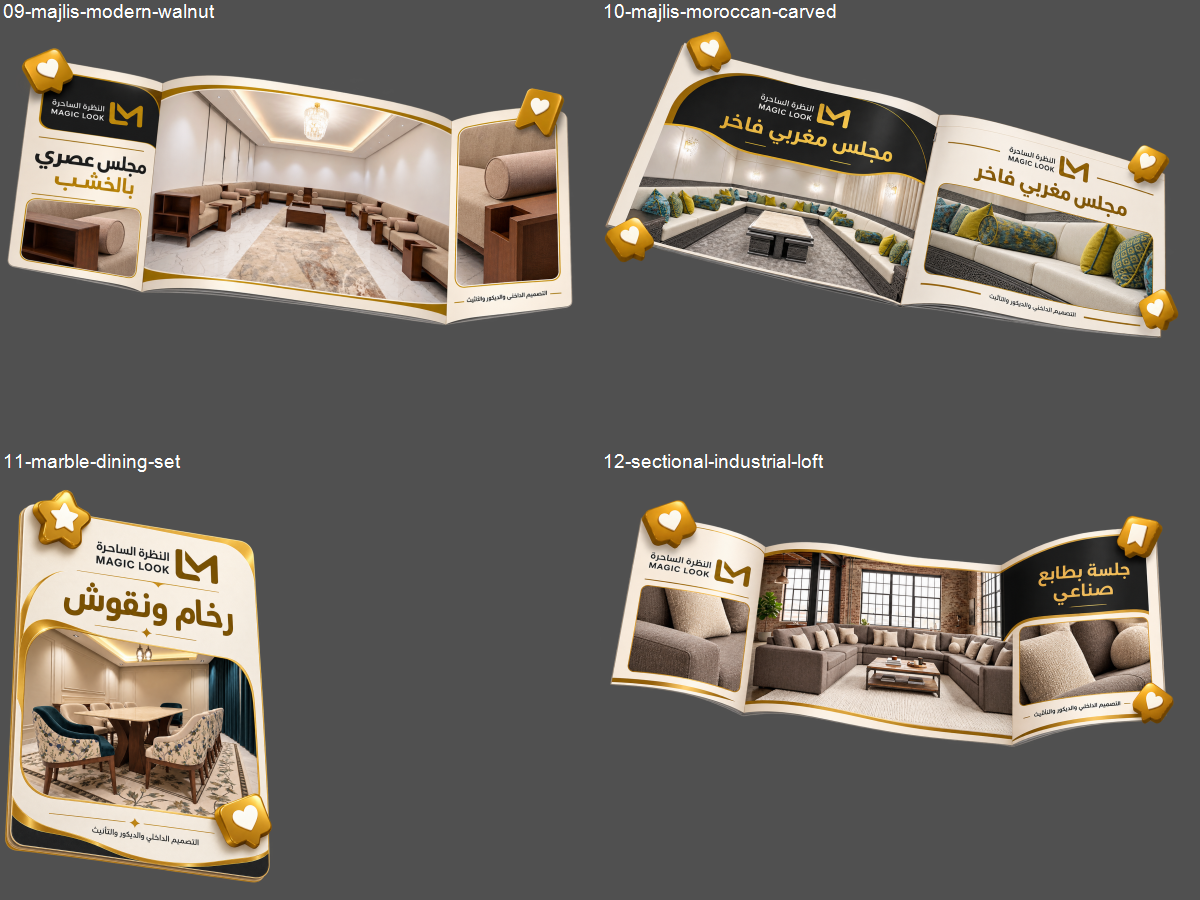 09-majlis-modern-walnut
النظرة الساحرة
MAGIC LOOK
مجلس عصري
بالخشب
التصميم الداخلي والديكور والتأثيث
10-majlis-moroccan-carved
النظرة الساحرة
MAGIC LOOK
مجلس مغربي فاخر
النظرة الساحرة
MAGIC LOOK
مجلس مغربي فاخر
التصميم الداخلي والديكور والتأثيث
11-marble-dining-set
النظرة الساحرة
MAGIC LOOK
رخام ونقوش
التصميم الداخلي والديكور والتأثيث
12-sectional-industrial-loft
النظرة الساحرة
MAGIC LOOK
جلسة بطابع
صناعي
التصميم الداخلي والديكور والتأثيث